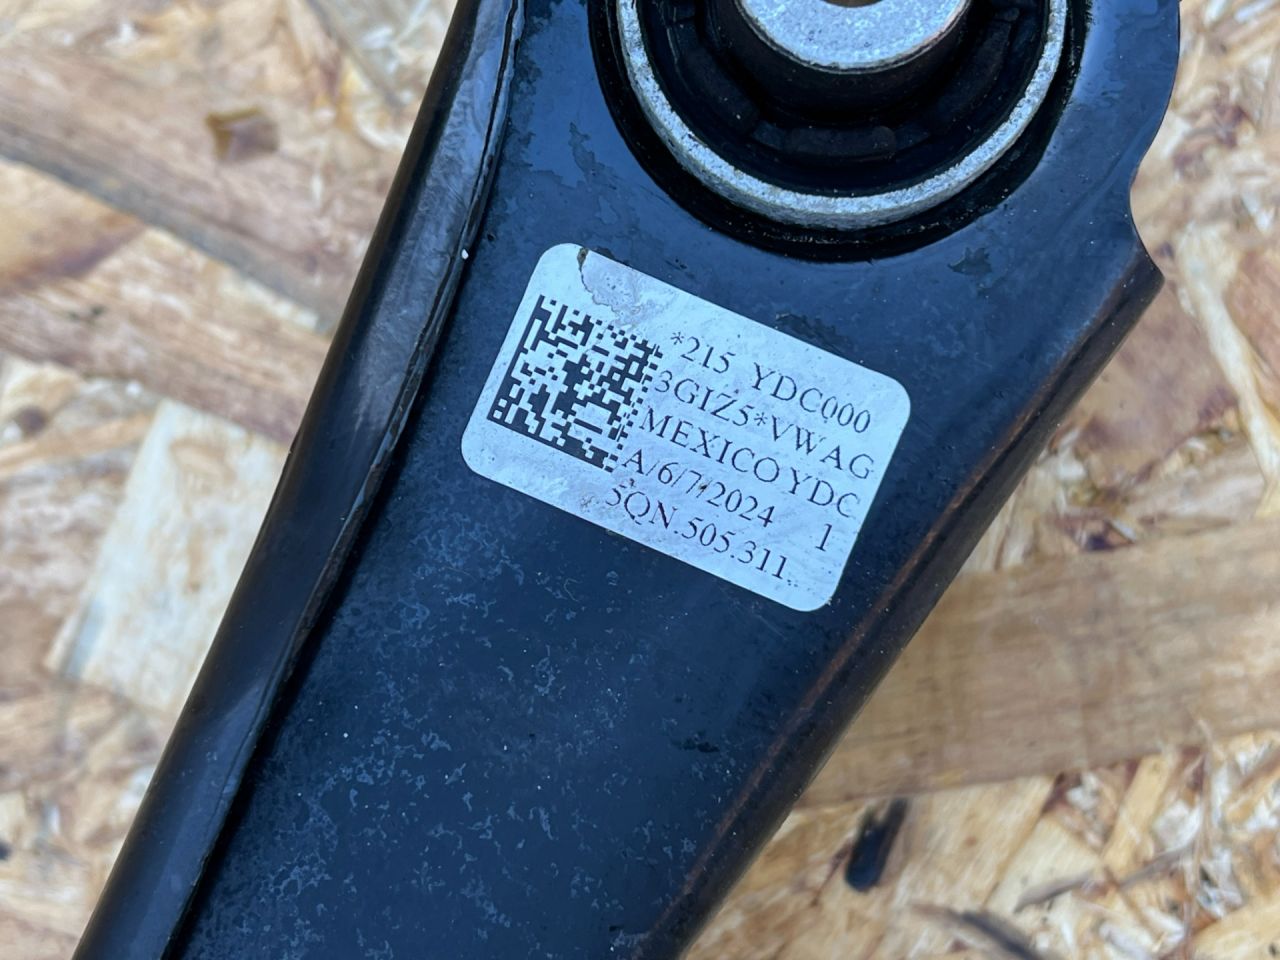 *215 YDC000
3GIZ5*VWAG
MEXICO YDC
A/6/7/2024 1
5QN.505.311..